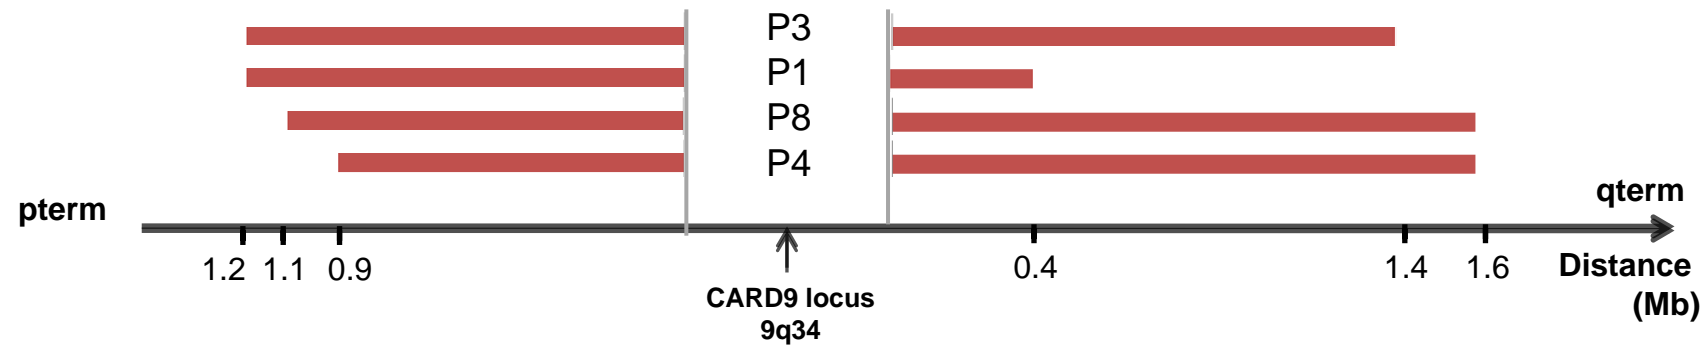 P3
P1
P8
P4
pterm
qterm
1.2 1.1 0.9 0.4 1.4 1.6 Distance
(Mb)
CARD9 locus
9q34